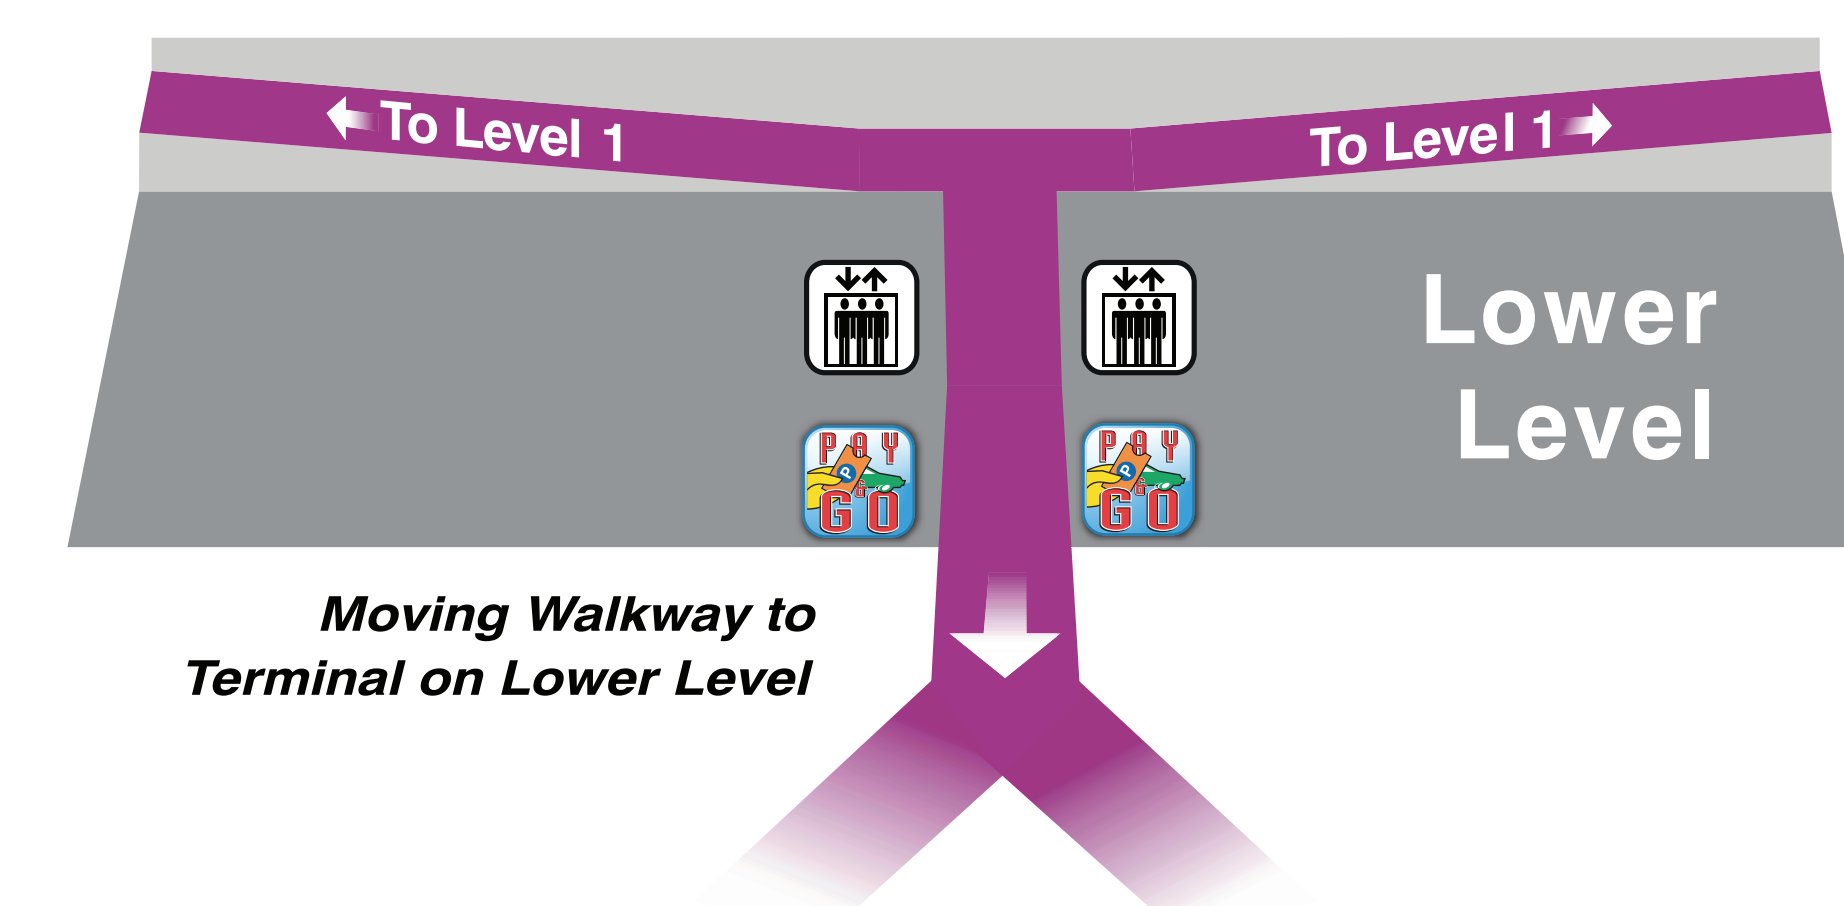 To Level 1
To Level 1
Lower
Level
PAY
P
&
GO
PAY
P
&
GO
Moving Walkway to
Terminal on Lower Level